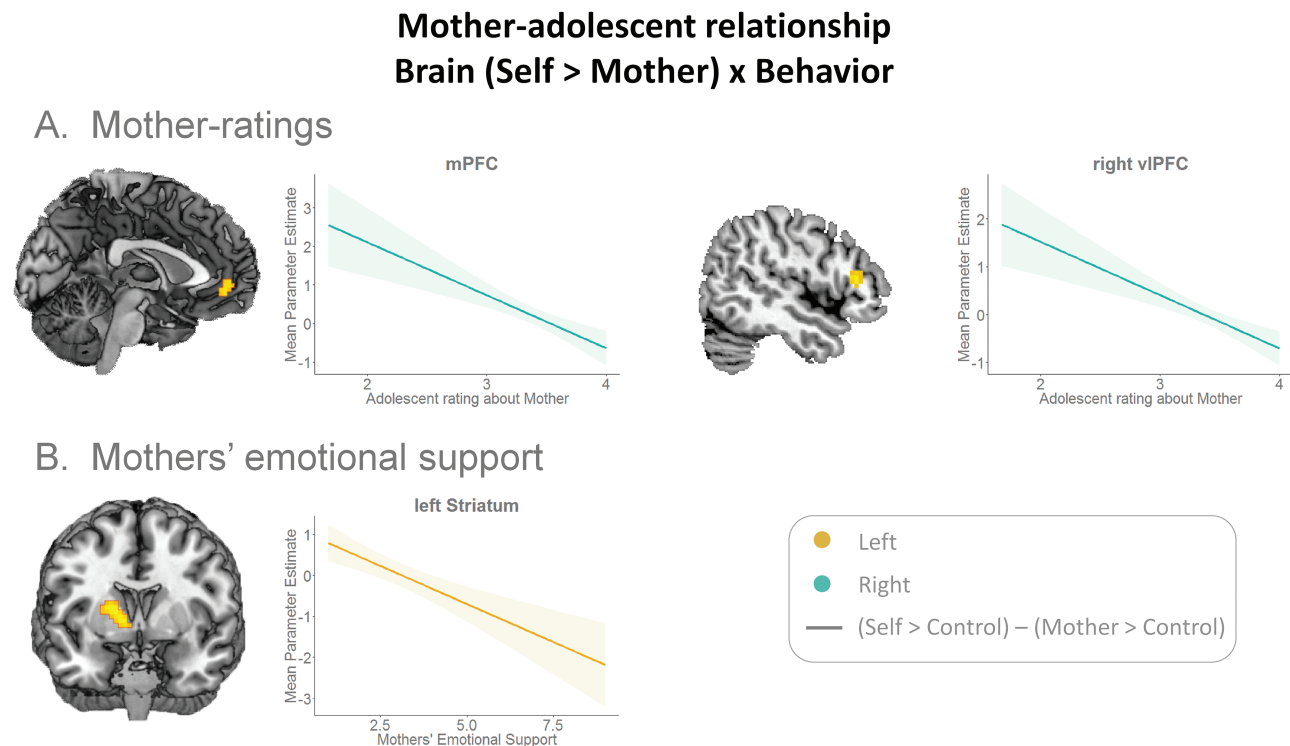 Mother-adolescent relationship
Brain (Self > Mother) x Behavior
A. Mother-ratings
mPFC
Mean Parameter Estimate
3
2
1
0
-1
2 3 4
Adolescent rating about Mother
right vlPFC
Mean Parameter Estimate
2
1
0
-1
2 3 4
Adolescent rating about Mother
B. Mothers’ emotional support
left Striatum
Mean Parameter Estimate
1
0
-1
-2
-3
2.5 5.0 7.5
Mothers' Emotional Support
Left
Right
(Self > Control) – (Mother > Control)